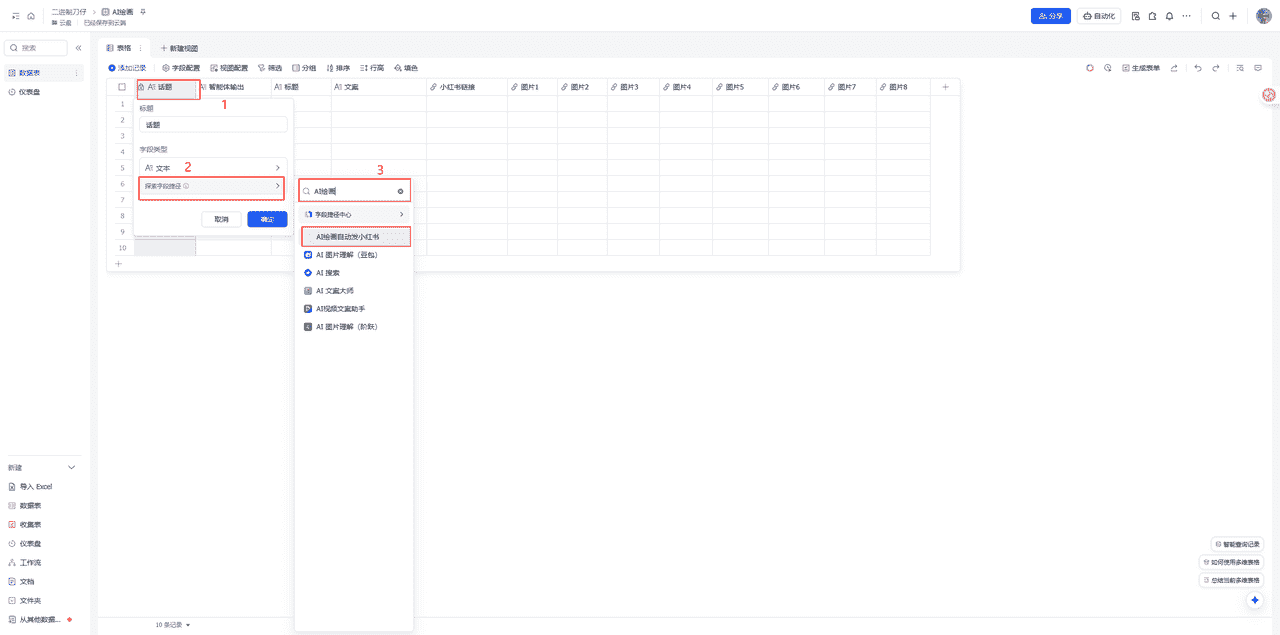 二进制刀仔
AI绘画
云盘
已经保存到云端
分享
自动化
搜索
数据表
仪表盘
表格
新建视图
添加记录
字段配置
视图配置
筛选
分组
排序
行高
填色
生成表单
话题
智能体输出
标题
文案
小红书链接
图片1
图片2
图片3
图片4
图片5
图片6
图片7
图片8
1
2
3
4
5
6
7
8
9
10
1
标题
话题
字段类型
文本
2
探索字段捷径
取消
确定
3
AI绘画
字段捷径中心
AI绘画自动发小红书
AI 图片理解（豆包）
AI 搜索
AI 文案大师
AI视频文案助手
AI 图片理解（阶跃）
新建
导入 Excel
数据表
收集表
仪表盘
工作流
文档
文件夹
从其他数据...
10 条记录
智能查询记录
如何使用多维表格
总结当前多维表格